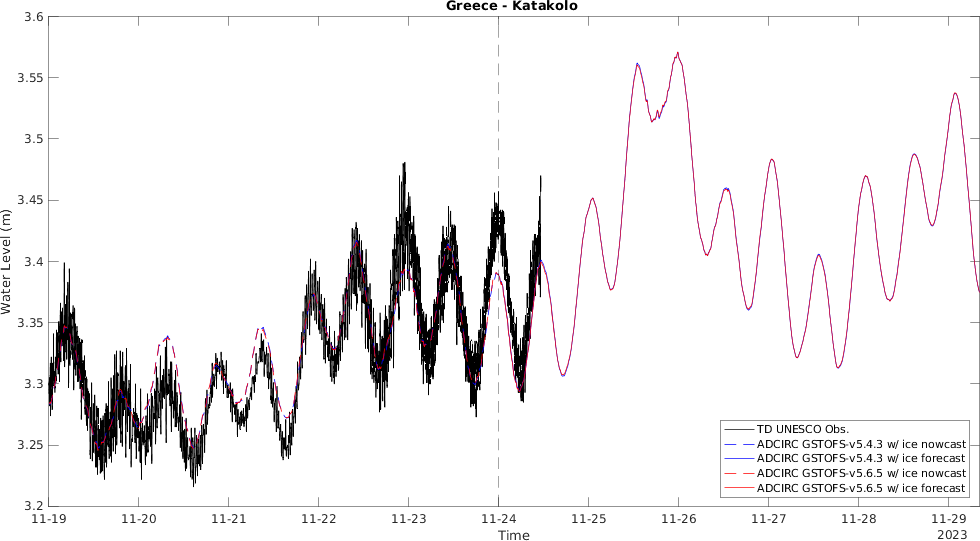 Greece - Katakolo
3.6
3.55
3.5
3.45
3.4
3.35
3.3
3.25
3.2
Water Level (m)
11-19 11-20 11-21 11-22 11-23 11-24 11-25 11-26 11-27 11-28 11-29
Time
2023
TD UNESCO Obs.
ADCIRC GSTOFS-v5.4.3 w/ ice nowcast
ADCIRC GSTOFS-v5.4.3 w/ ice forecast
ADCIRC GSTOFS-v5.6.5 w/ ice nowcast
ADCIRC GSTOFS-v5.6.5 w/ ice forecast